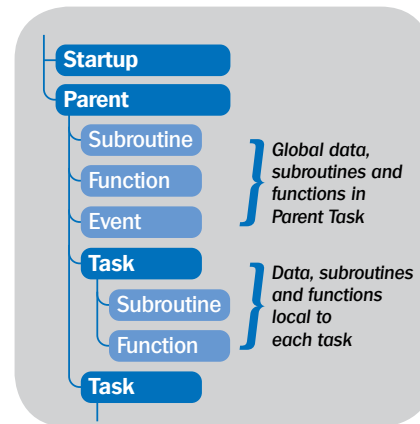 Startup
Parent
Subroutine
Function
Event
Global data,
subroutines and
functions in
Parent Task
Task
Subroutine
Function
Data, subroutines
and functions
local to
each task
Task